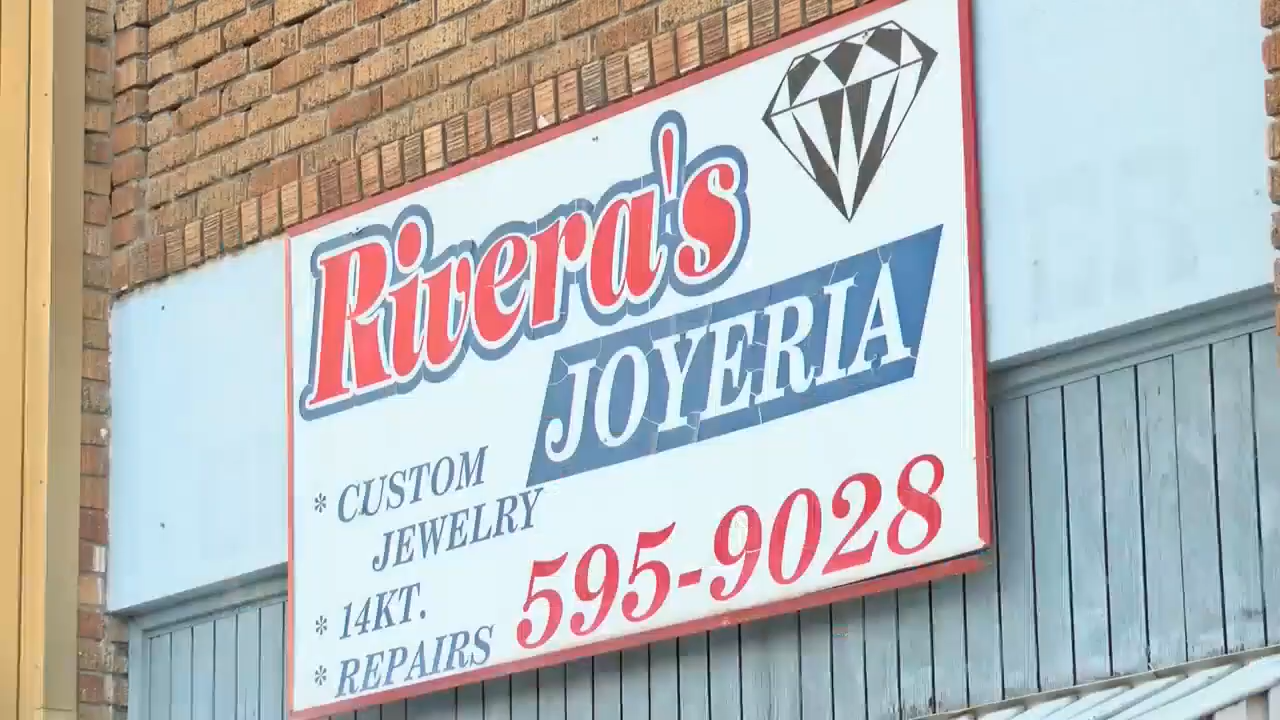 Rivera's
JOYERIA
* CUSTOM
JEWELRY
* 14KT.
* REPAIRS
595-9028